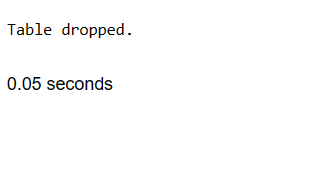 Table dropped.
0.05 seconds